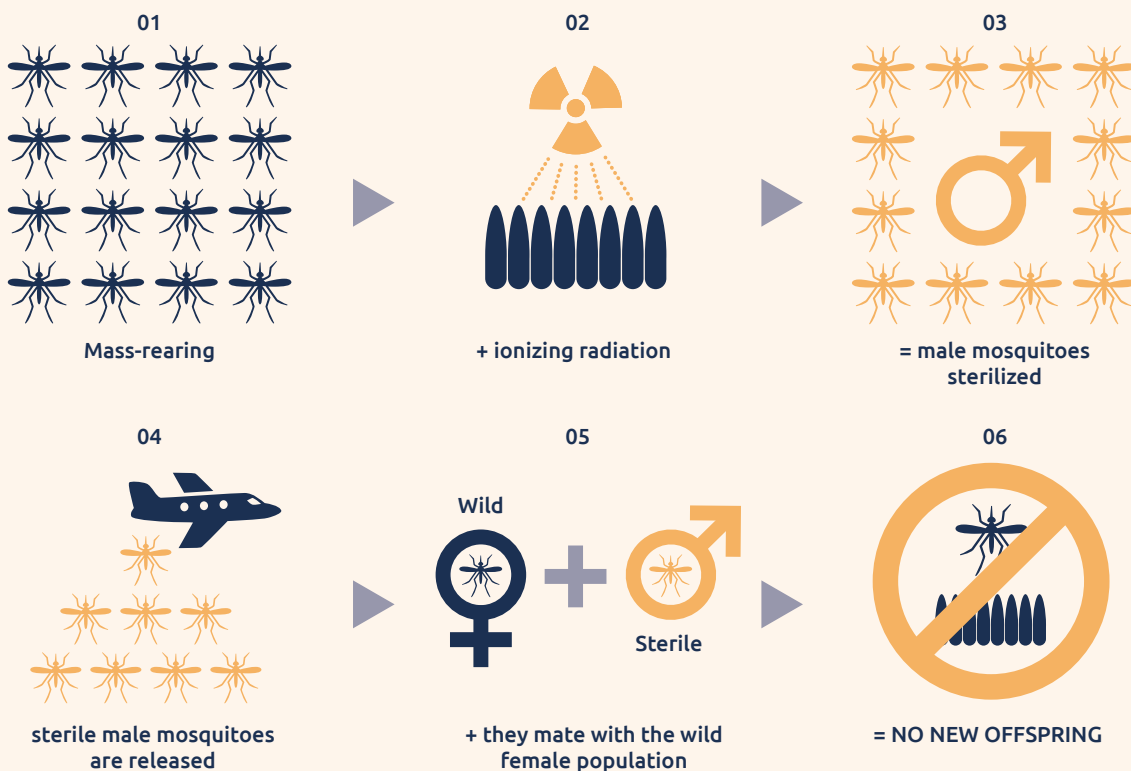 01
02
03
Mass-rearing
+ ionizing radiation
= male mosquitoes
sterilized
04
05
06
Wild
Sterile
sterile male mosquitoes
are released
+ they mate with the wild
female population
= NO NEW OFFSPRING